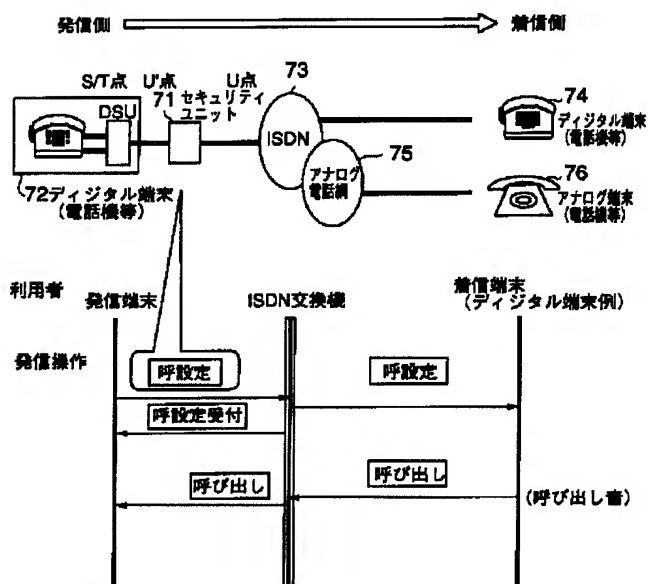 発信側
着信側
S/T点
U'点
U点
73
74
71
セキュリティ
ユニット
DSU
ISDN
ディジタル端末
(電話機等)
75
アナログ
電話網
76
72
ディジタル端末
(電話機等)
アナログ端末
(電話機等)
利用者
発信端末
ISDN交換機
着信端末
(ディジタル端末例)
発信操作
呼設定
呼設定
呼設定受付
呼び出し
呼び出し
(呼び出し音)